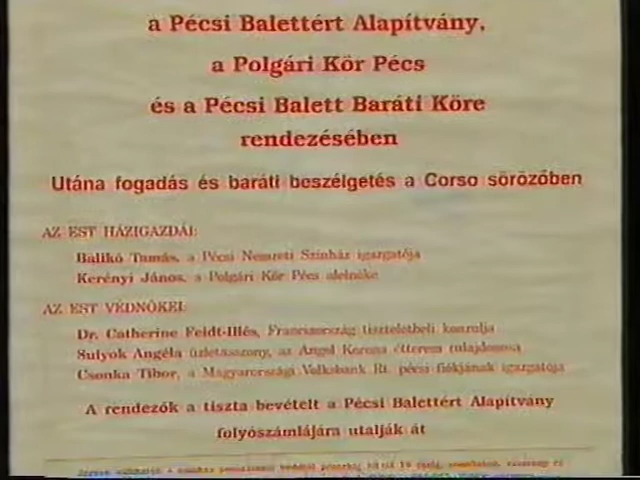 a Pécsi Balettért Alapítvány,
a Polgári Kör Pécs
és a Pécsi Balett Baráti Köre
rendezésében
Utána fogadás és baráti beszélgetés a Corso sörözőben
AZ EST HÁZIGAZDÁI:
Balikó Tamás, a Pécsi Nemzeti Színház igazgatója
Kerényi János, a Polgári Kör Pécs alelnöke
AZ EST VÉDNÖKEI:
Dr. Catherine Feldt-Illés, Franciaország tiszteletbeli konzulja
Sulyok Angéla üzletasszony, az Angel Korona étterem tulajdonosa
Csonka Tibor, a Magyarországi Volksbank Rt. pécsi fiókjának igazgatója
A rendezők a tiszta bevételt a Pécsi Balettért Alapítvány
folyószámlájára utalják át